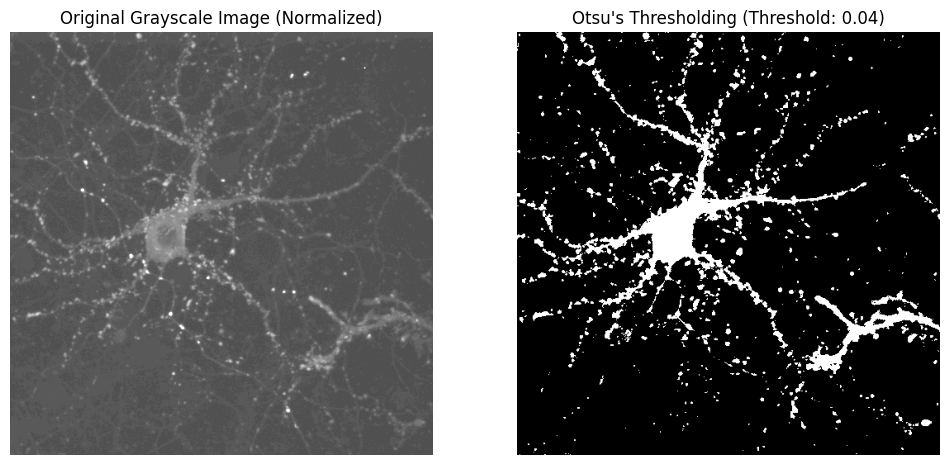 Original Grayscale Image (Normalized)
Otsu's Thresholding (Threshold: 0.04)